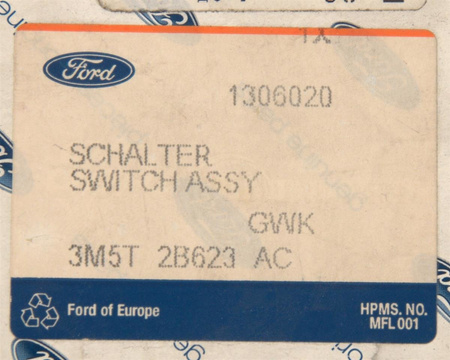 1X
Ford
1306020
SCHALTER
SWITCH ASSY
GWK
3M5T 2B623 AC
Ford of Europe
HPMS. NO.
MFL 001